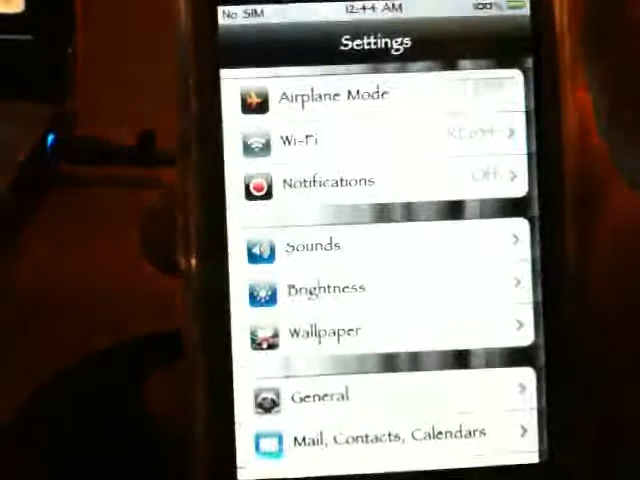 No SIM 12:44 AM 100%
Settings
Airplane Mode
Wi-Fi
Notifications Off
Sounds
Brightness
Wallpaper
General
Mail, Contacts, Calendars